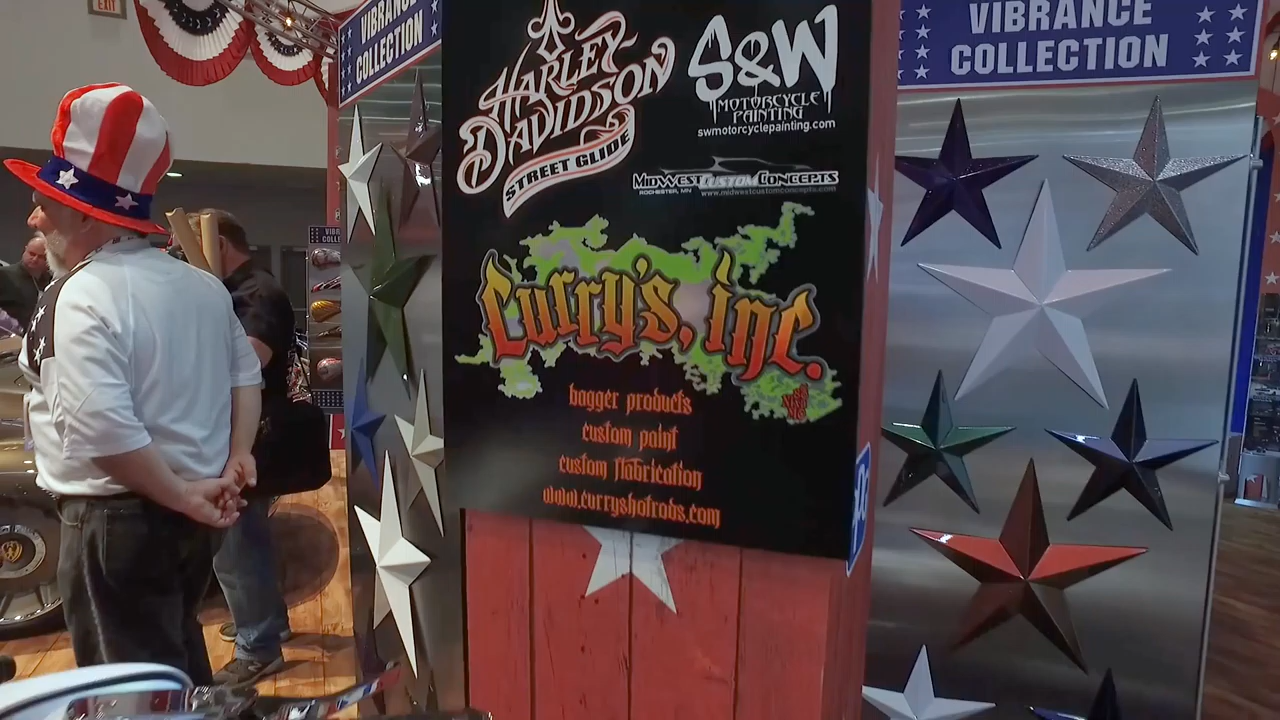 EXIT
VIBRANCE
COLLECTION
HARLEY-
DAVIDSON
STREET GLIDE
S&W
MOTORCYCLE
PAINTING
swmotorcyclepainting.com
MIDWEST CUSTOM CONCEPTS
ROCHESTER, MN www.midwestcustomconcepts.com
Curry's, inc.
bagger products
custom paint
custom fabrication
www.curryshotrods.com
VIBRANCE
COLLECTION